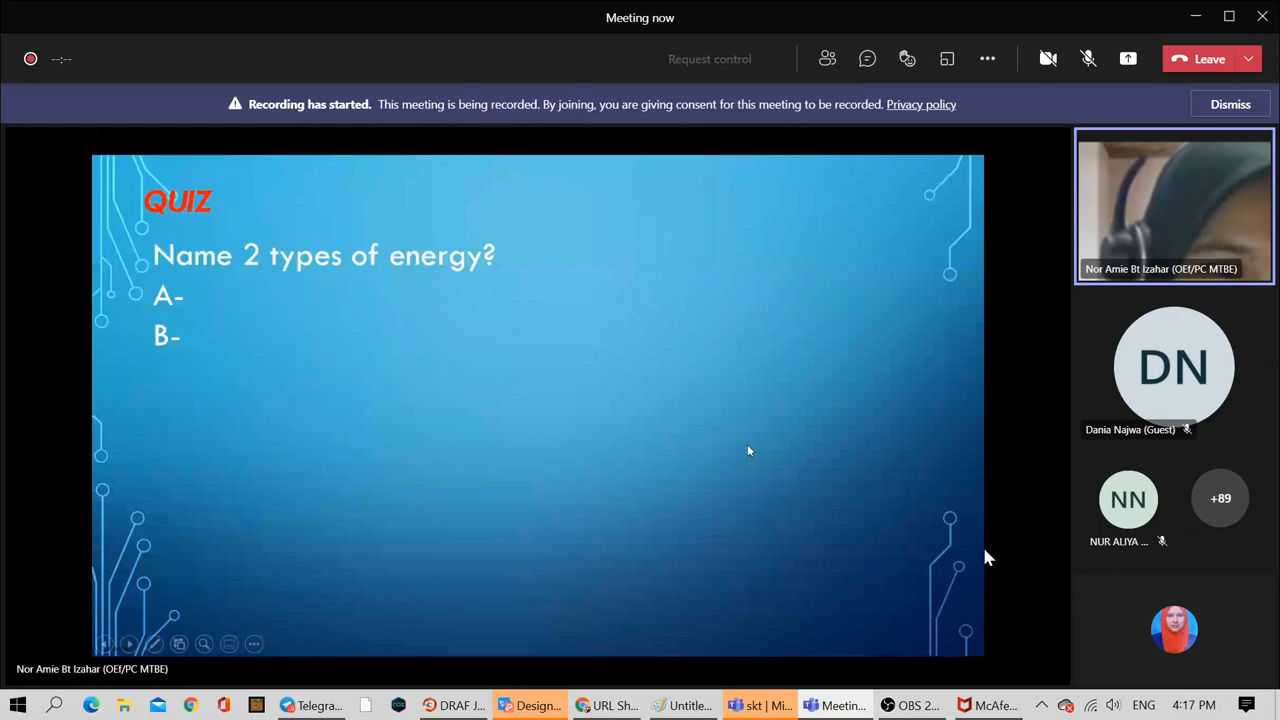 Meeting now
--:--
Request control
Leave
Recording has started. This meeting is being recorded. By joining, you are giving consent for this meeting to be recorded. Privacy policy
Dismiss
QUIZ
Name 2 types of energy?
A-
B-
Nor Amie Bt Izahar (OEf/PC MTBE)
DN
Dania Najwa (Guest)
NN
+89
NUR ALIYA ...
Nor Amie Bt Izahar (OEf/PC MTBE)
Telegra...
DRAF J...
Design...
URL Sh...
Untitle...
skt | Mi...
Meetin...
OBS 2...
McAfe...
ENG
4:17 PM